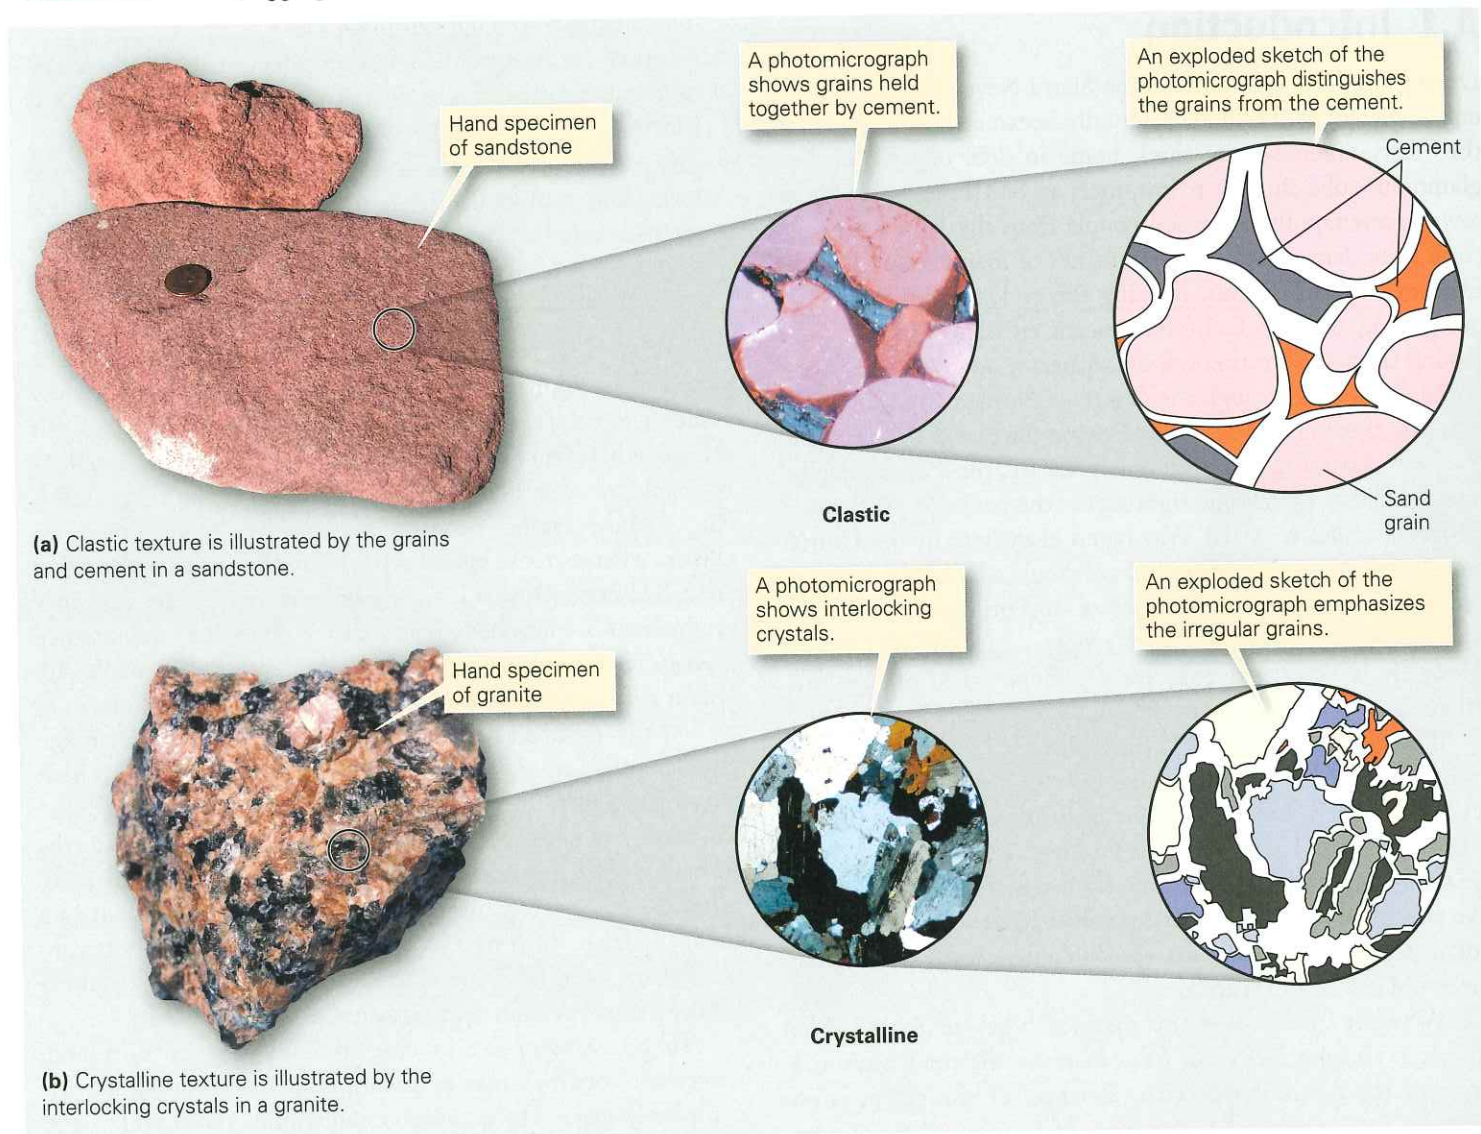 Hand specimen
of sandstone
A photomicrograph
shows grains held
together by cement.
An exploded sketch of the
photomicrograph distinguishes
the grains from the cement.
Cement
Sand
grain
Clastic
(a) Clastic texture is illustrated by the grains
and cement in a sandstone.
Hand specimen
of granite
A photomicrograph
shows interlocking
crystals.
An exploded sketch of the
photomicrograph emphasizes
the irregular grains.
Crystalline
(b) Crystalline texture is illustrated by the
interlocking crystals in a granite.